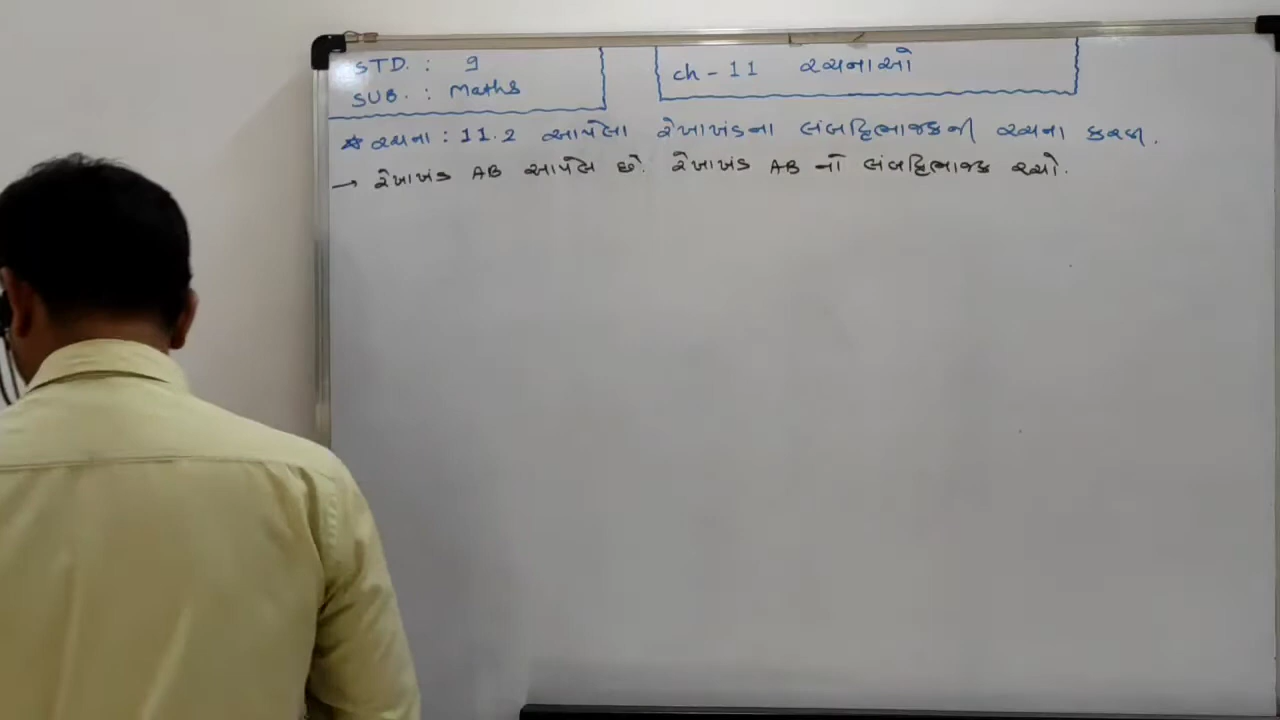 STD. : 9
SUB. : Maths
ch - 11 રચનાઓ
* રચના : 11.2 આપેલા રેખાખંડના લંબદ્વિભાજકની રચના કરવી.
→ રેખાખંડ AB આપેલ છે. રેખાખંડ AB નો લંબદ્વિભાજક રચો.